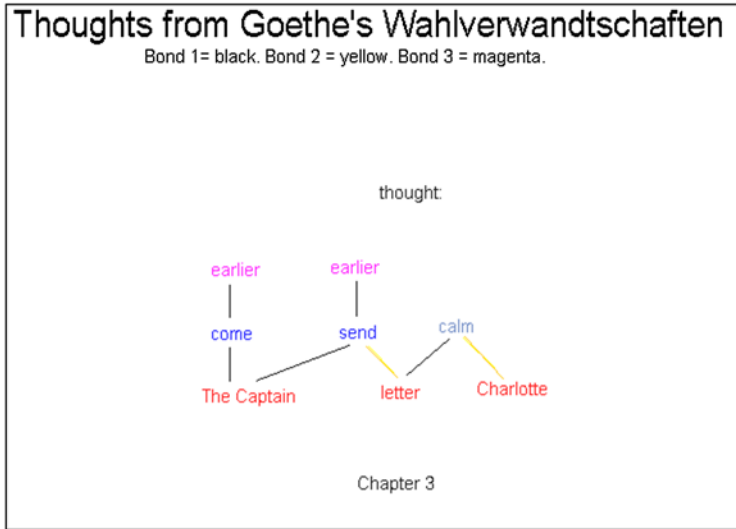 Thoughts from Goethe's Wahlverwandtschaften
Bond 1= black. Bond 2 = yellow. Bond 3 = magenta.
thought:
earlier earlier
come send calm
The Captain letter Charlotte
Chapter 3